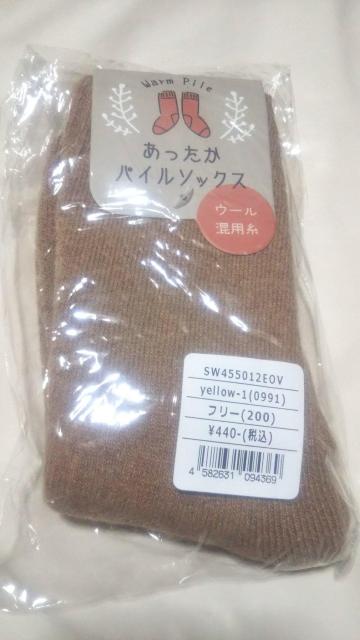 Warm Pile
あったか
パイルソックス
ウール
混用糸
SW455012EOV
yellow-1(0991)
フリー(200)
¥440-(税込)
4 582631 094369